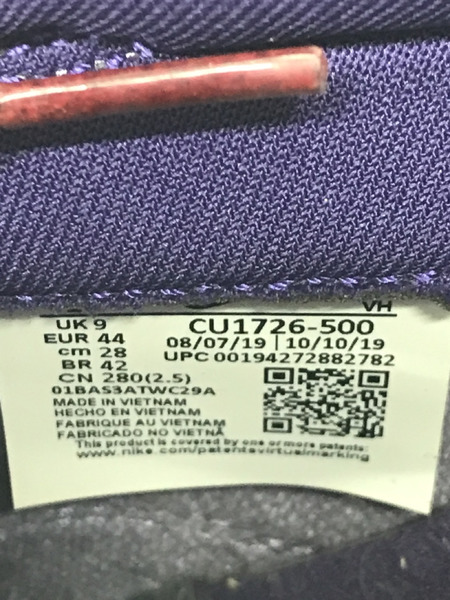 VH
UK 9
EUR 44
cm 28
BR 42
CN 280(2.5)
CU1726-500
08/07/19 | 10/10/19
UPC 00194272882782
01BAS3ATWC29A
MADE IN VIETNAM
HECHO EN VIETNAM
FABRIQUE AU VIETNAM
FABRICADO NO VIETNÃ
This product is covered by one or more patents:
www.nike.com/patentsvirtualmarking